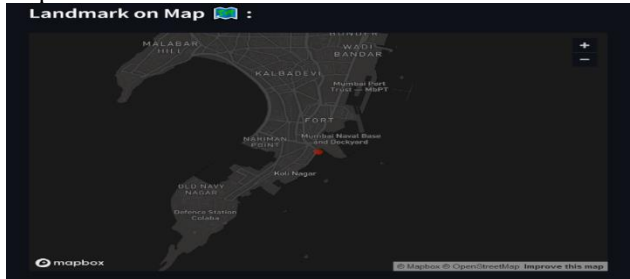 Landmark on Map 🗺️ :
MALABAR
HILL
WADI
BANDAR
KALBADEVI
Mumbai Port
Trust — MbPT
FORT
NARIMAN
POINT
Mumbai Naval Base
and Dockyard
Koli Nagar
OLD NAVY
NAGAR
Defence Station
Colaba
+
−
mapbox
© Mapbox © OpenStreetMap Improve this map